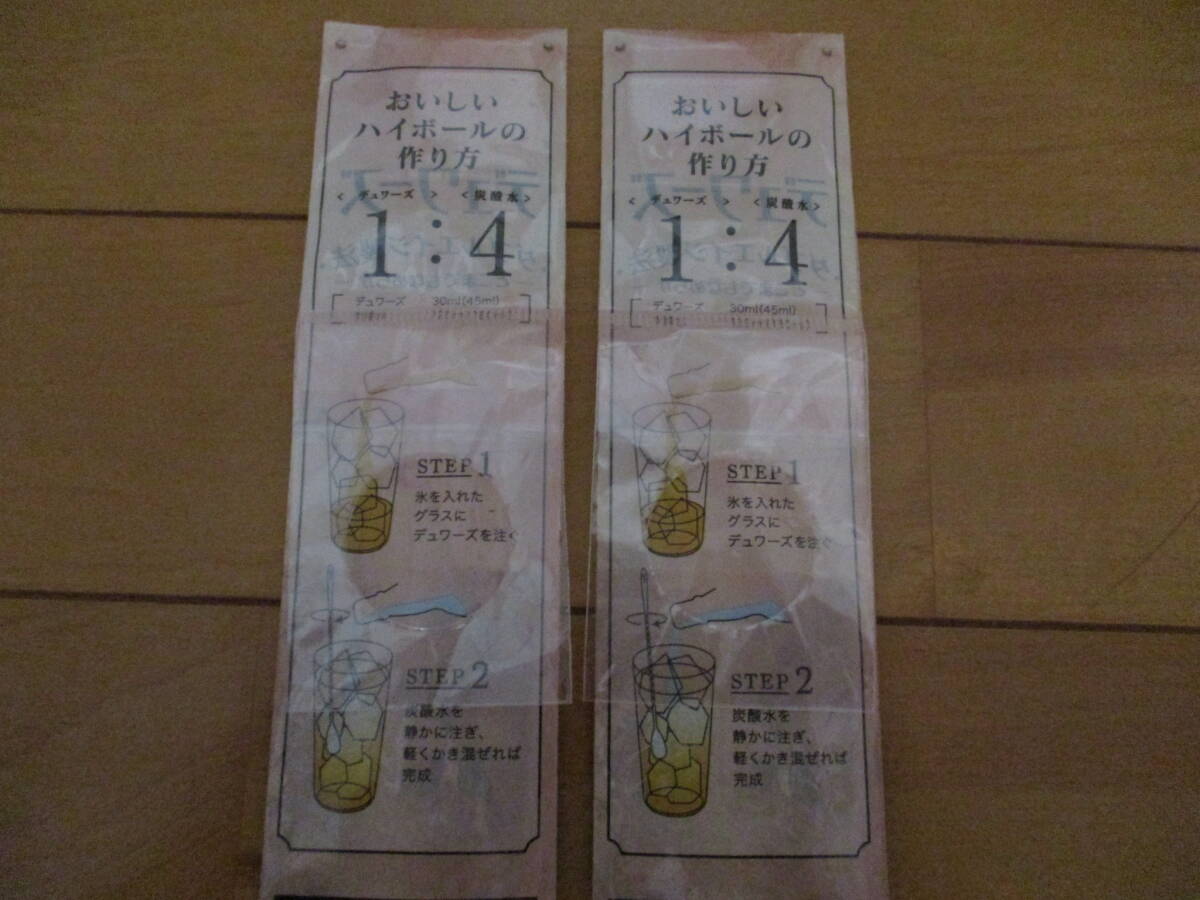 おいしい
ハイボールの
作り方
< デュワーズ > <炭酸水>
1:4
デュワーズ 30ml(45ml)
STEP 1
氷を入れた
グラスに
デュワーズを注ぐ
STEP 2
炭酸水を
静かに注ぎ、
軽くかき混ぜれば
完成
おいしい
ハイボールの
作り方
< デュワーズ > <炭酸水>
1:4
デュワーズ 30ml(45ml)
STEP 1
氷を入れた
グラスに
デュワーズを注ぐ
STEP 2
炭酸水を
静かに注ぎ、
軽くかき混ぜれば
完成